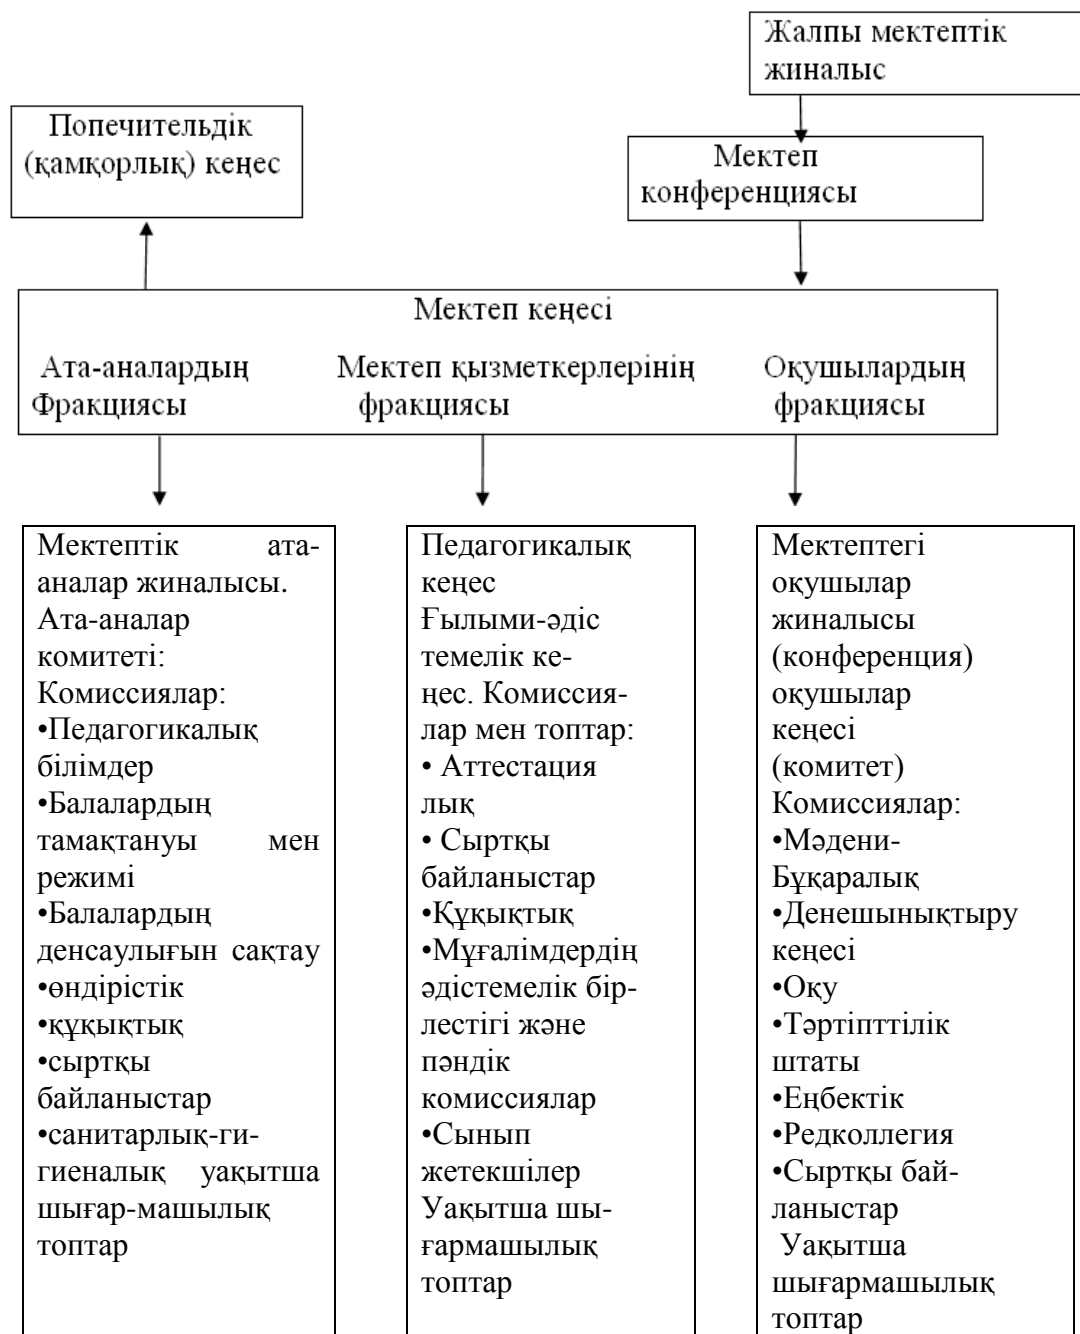 Жалпы мектептік
жиналыс
Попечительдік
(қамқорлық) кеңес
Мектеп
конференциясы
Мектеп кеңесі
Ата-аналардың
Фракциясы
Мектеп қызметкерлерінің
фракциясы
Оқушылардың
фракциясы
Мектептік ата-
аналар жиналысы.
Ата-аналар
комитеті:
Комиссиялар:
•Педагогикалық
білімдер
•Балалардың
тамақтануы мен
режимі
•Балалардың
денсаулығын сақтау
•өндірістік
•құқықтық
•сыртқы
байланыстар
•санитарлық-ги-
гиеналық уақытша
шығар-машылық
топтар
Педагогикалық
кеңес
Ғылыми-әдіс
темелік ке-
ңес. Комиссия-
лар мен топтар:
• Аттестация
лық
• Сыртқы
байланыстар
•Құқықтық
•Мұғалімдердің
әдістемелік бір-
лестігі және
пәндік
комиссиялар
•Сынып
жетекшілер
Уақытша шы-
ғармашылық
топтар
Мектептегі
оқушылар
жиналысы
(конференция)
оқушылар
кеңесі
(комитет)
Комиссиялар:
•Мәдени-
Бұқаралық
•Денешынықтыру
кеңесі
•Оқу
•Тәртіпттілік
штаты
•Еңбектік
•Редколлегия
•Сыртқы бай-
ланыстар
Уақытша
шығармашылық
топтар